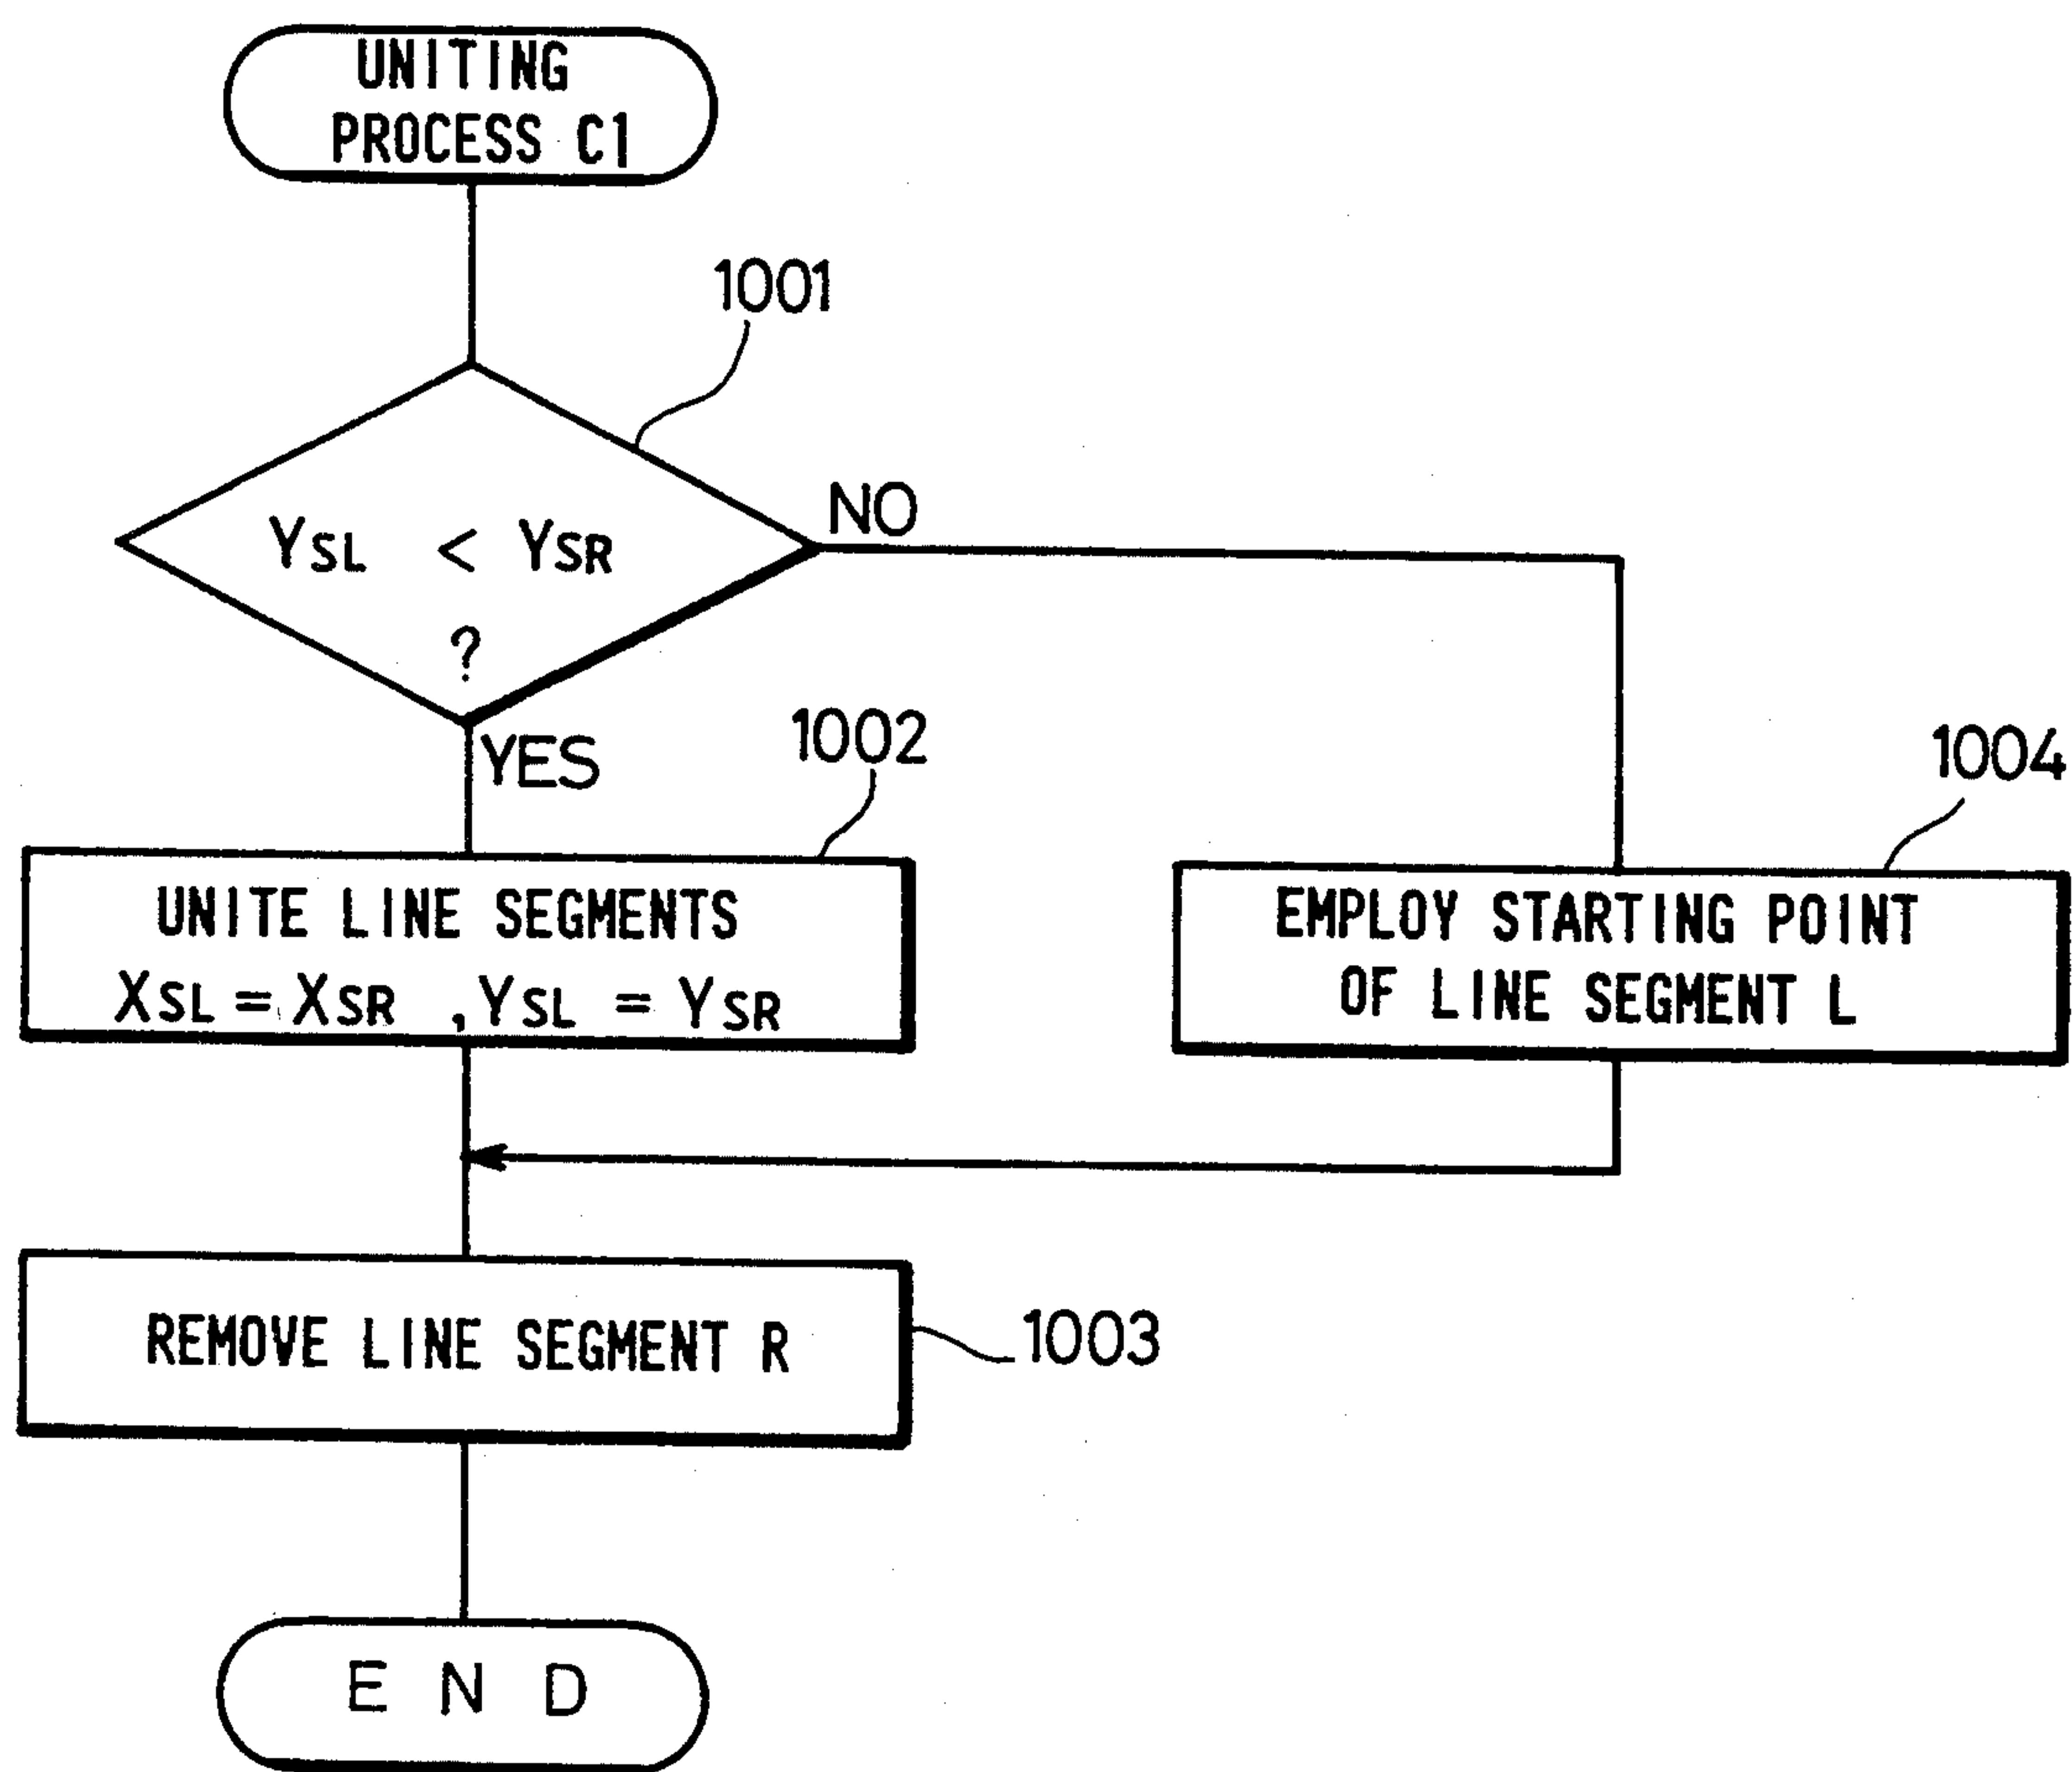 UNITING
PROCESS C1
1001
YSL < YSR
?
NO
YES
1002
1004
UNITE LINE SEGMENTS
XSL = XSR , YSL = YSR
EMPLOY STARTING POINT
OF LINE SEGMENT L
REMOVE LINE SEGMENT R
1003
E N D